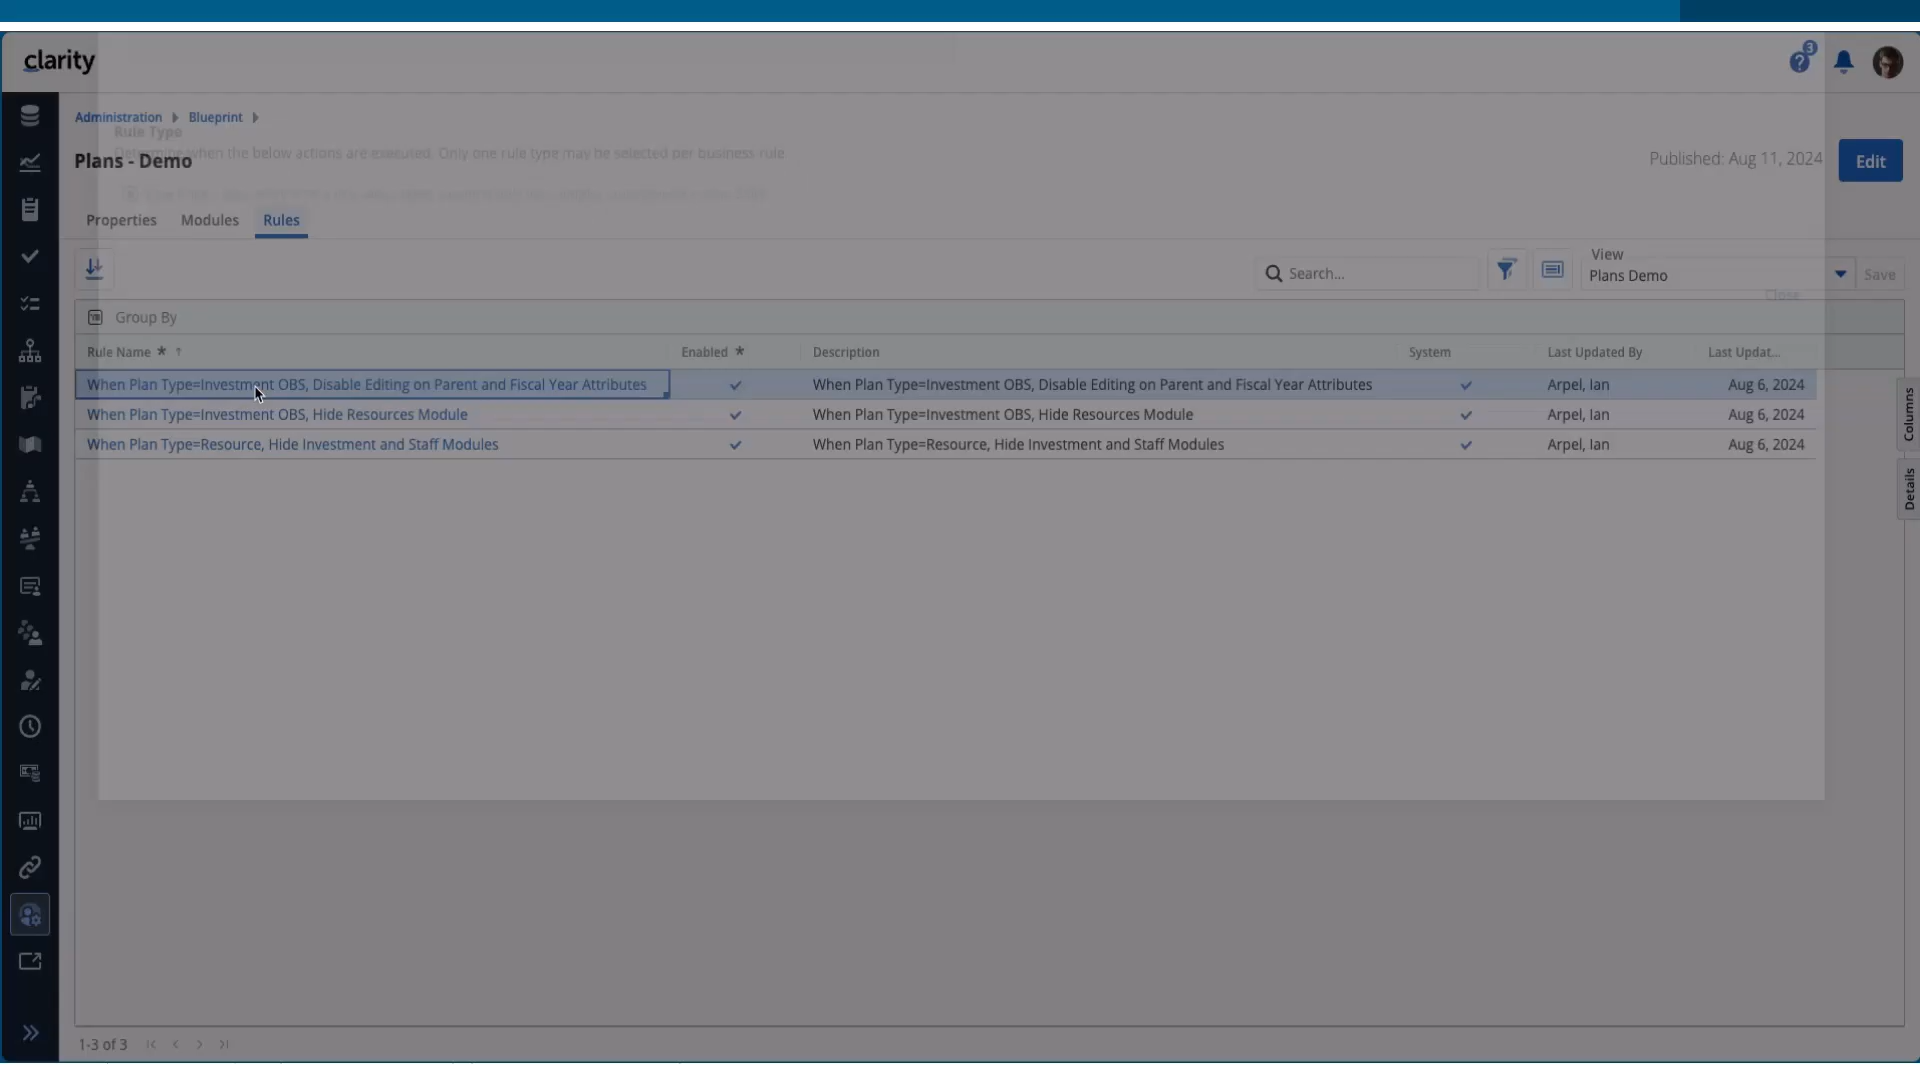 clarity
3
Administration Blueprint
Rule Type
Determine when the below actions are executed. Only one rule type may be selected per business rule
Plans - Demo
Published: Aug 11, 2024
Edit
Properties Modules Rules
Search...
View
Plans Demo
Save
Close
Group By
Rule Name * Enabled * Description System Last Updated By Last Updat...
When Plan Type=Investment OBS, Disable Editing on Parent and Fiscal Year Attributes When Plan Type=Investment OBS, Disable Editing on Parent and Fiscal Year Attributes Arpel, Ian Aug 6, 2024
When Plan Type=Investment OBS, Hide Resources Module When Plan Type=Investment OBS, Hide Resources Module Arpel, Ian Aug 6, 2024
When Plan Type=Resource, Hide Investment and Staff Modules When Plan Type=Resource, Hide Investment and Staff Modules Arpel, Ian Aug 6, 2024
Columns
Details
1-3 of 3